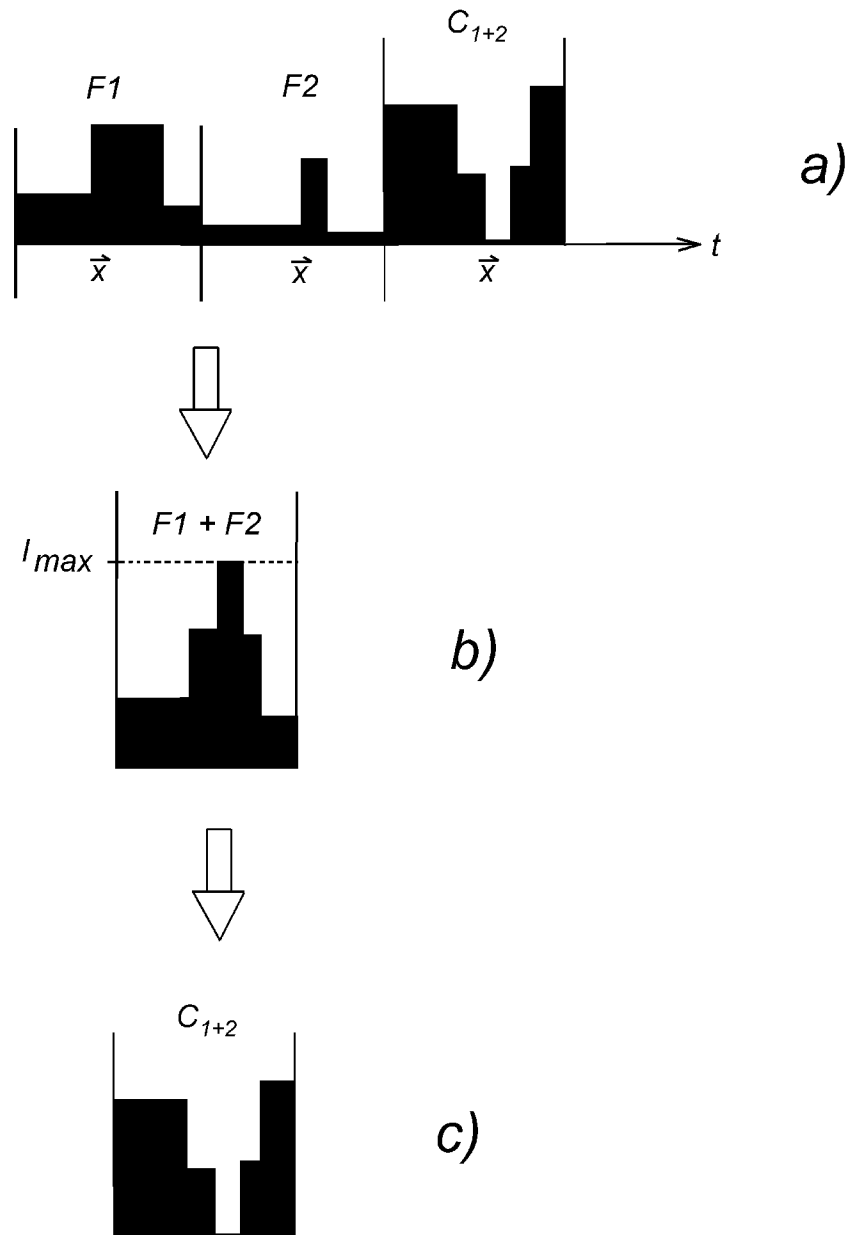 C1+2
F1 F2
a)
t
x⃗ x⃗ x⃗
F1 + F2
Imax
b)
C1+2
c)